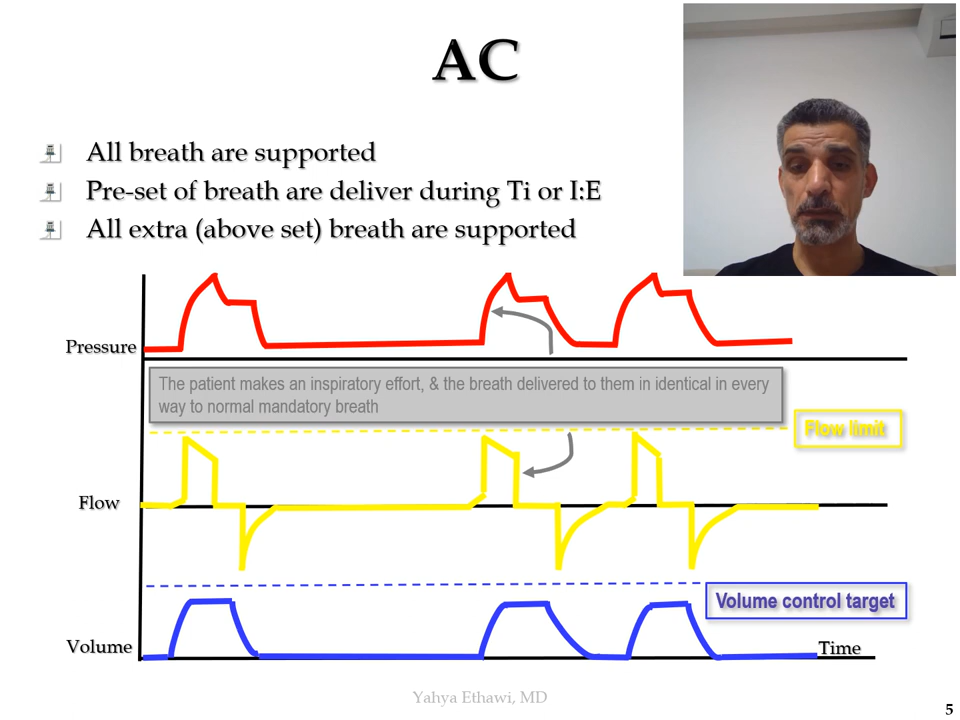 AC
All breath are supported
Pre-set of breath are deliver during Ti or I:E
All extra (above set) breath are supported
Pressure
The patient makes an inspiratory effort, & the breath delivered to them in identical in every
way to normal mandatory breath
Flow limit
Flow
Volume control target
Volume
Time
Yahya Ethawi, MD
5